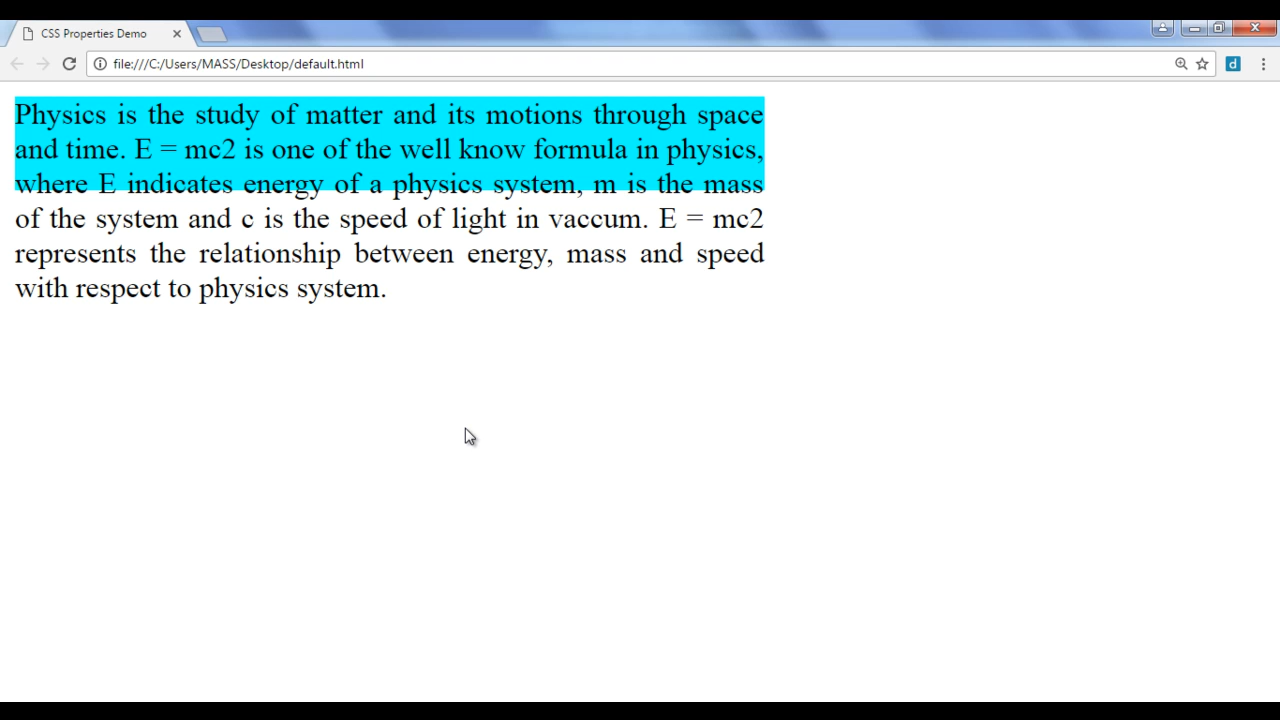 CSS Properties Demo
file:///C:/Users/MASS/Desktop/default.html
d
Physics is the study of matter and its motions through space
and time. E = mc2 is one of the well know formula in physics,
where E indicates energy of a physics system, m is the mass
of the system and c is the speed of light in vaccum. E = mc2
represents the relationship between energy, mass and speed
with respect to physics system.